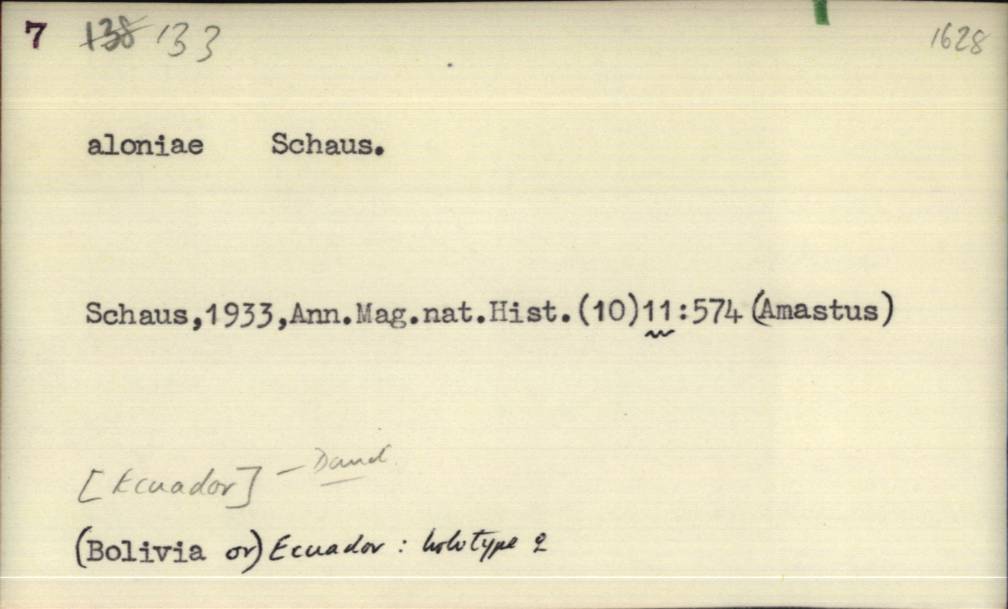 7 138 133 1628
aloniae Schaus.
Schaus,1933,Ann.Mag.nat.Hist.(10)11:574 (Amastus)
[Ecuador] –
(Bolivia or) Ecuador : holotype ♀